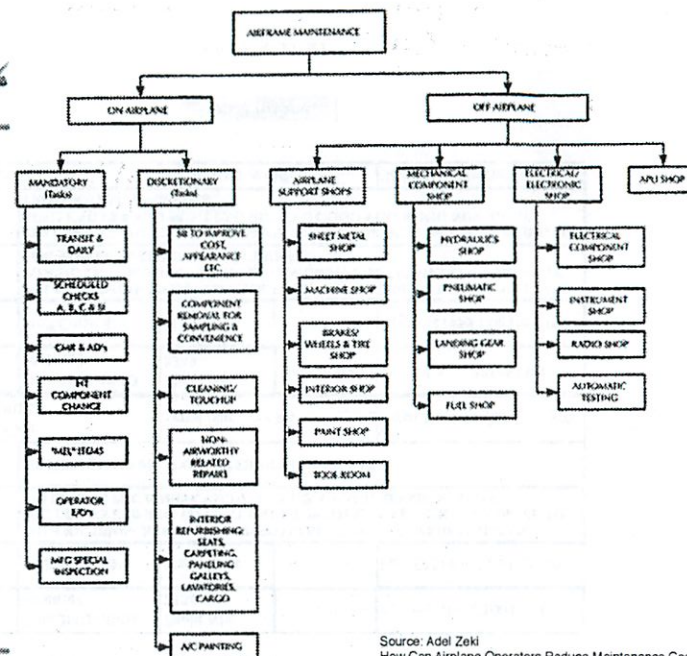 AIRFRAME MAINTENANCE
ON AIRPLANE
OFF AIRPLANE
MANDATORY
(Tasks)
DISCRETIONARY
(Tasks)
AIRPLANE
SUPPORT SHOPS
MECHANICAL
COMPONENT
SHOP
ELECTRICAL/
ELECTRONIC
SHOP
APU SHOP
TRANSIT &
DAILY
SCHEDULED
CHECKS
A, B, C &
CMR & AD's
HT
COMPONENT
CHANGE
"MEL" ITEMS
OPERATOR
E/O's
MFG SPECIAL
INSPECTION
SB TO IMPROVE
COST,
APPEARANCE
ETC.
COMPONENT
REMOVAL FOR
SAMPLING &
CONVENIENCE
CLEANING/
TOUCHUP
NON-
AIRWORTHY
RELATED
REPAIRS
INTERIOR
REFURBISHING:
SEATS,
CARPETING,
PANELING
GALLEYS,
LAVATORIES,
CARGO
A/C PAINTING
SHEET METAL
SHOP
MACHINE SHOP
BRAKES/
WHEELS & TIRE
SHOP
INTERIOR SHOP
PAINT SHOP
TOOL ROOM
HYDRAULICS
SHOP
PNEUMATIC
SHOP
LANDING GEAR
SHOP
FUEL SHOP
ELECTRICAL
COMPONENT
SHOP
INSTRUMENT
SHOP
RADIO SHOP
AUTOMATIC
TESTING
Source: Adel Zeki
How Can Airplane Operators Reduce Maintenance